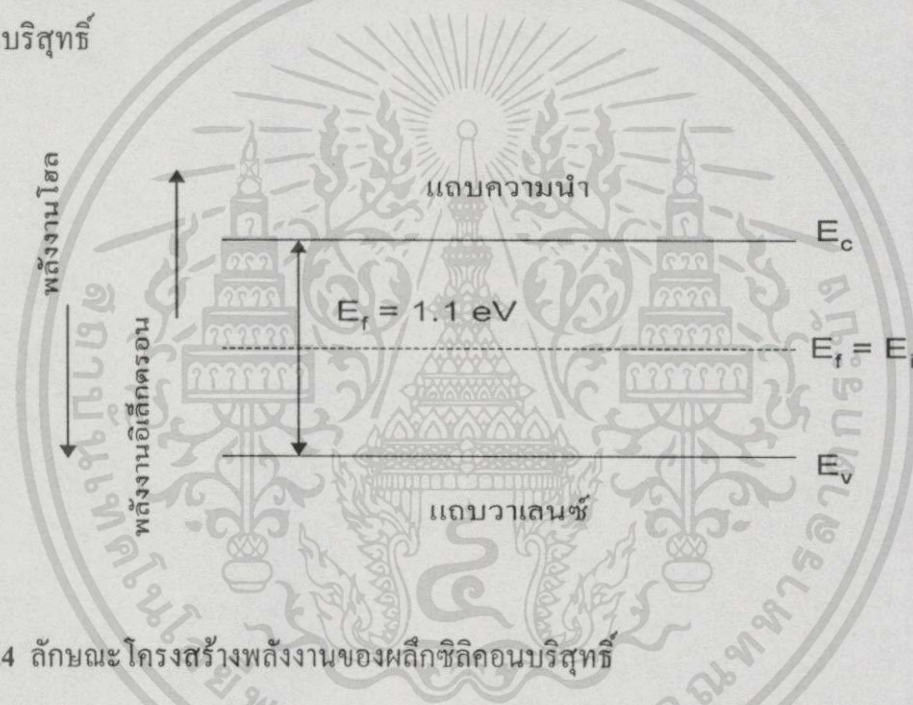 บริสุทธิ์
พลังงานโฮล
พลังงานอิเล็กตรอน
แถบความนำ
E_c
E_f = 1.1 eV
E_f = E_i
E_v
แถบวาเลนซ์
4 ลักษณะโครงสร้างพลังงานของผลึกซิลิคอนบริสุทธิ์